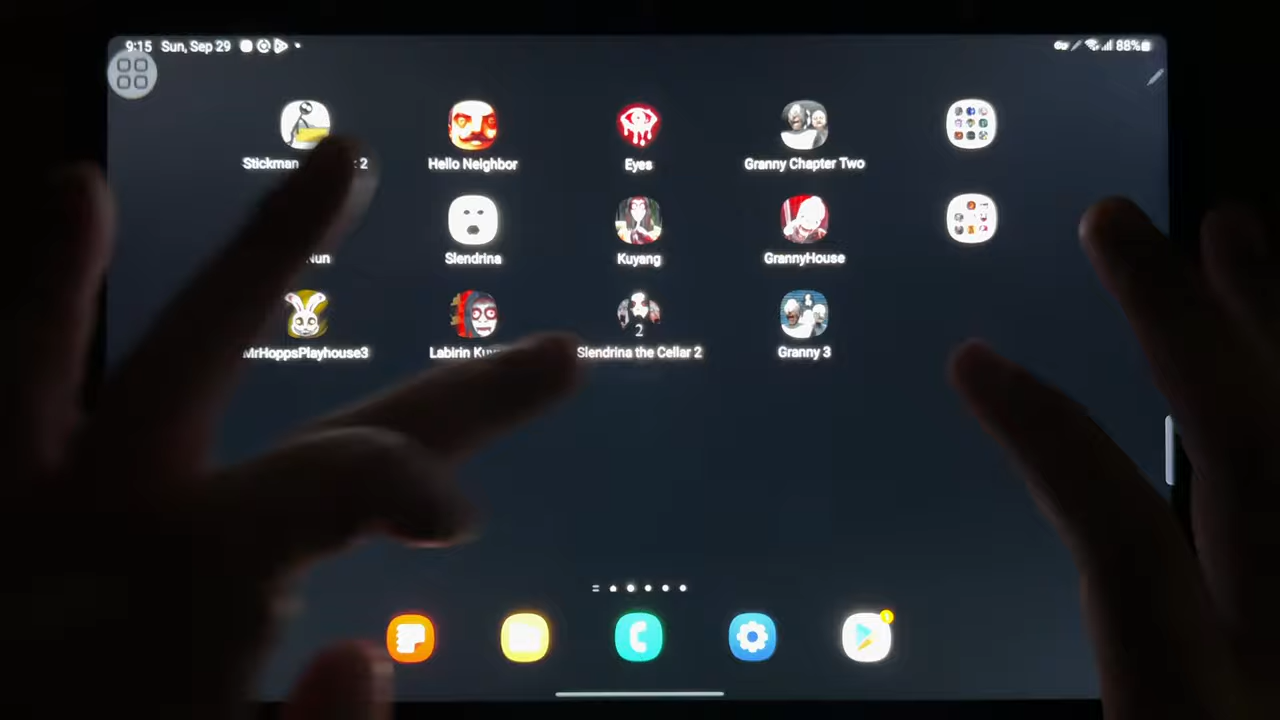 9:15 Sun, Sep 29 88%
Stickman 2
Hello Neighbor
Eyes
Granny Chapter Two
Nun
Slendrina
Kuyang
GrannyHouse
MrHoppsPlayhouse3
Labirin
2
Slendrina the Cellar 2
Granny 3